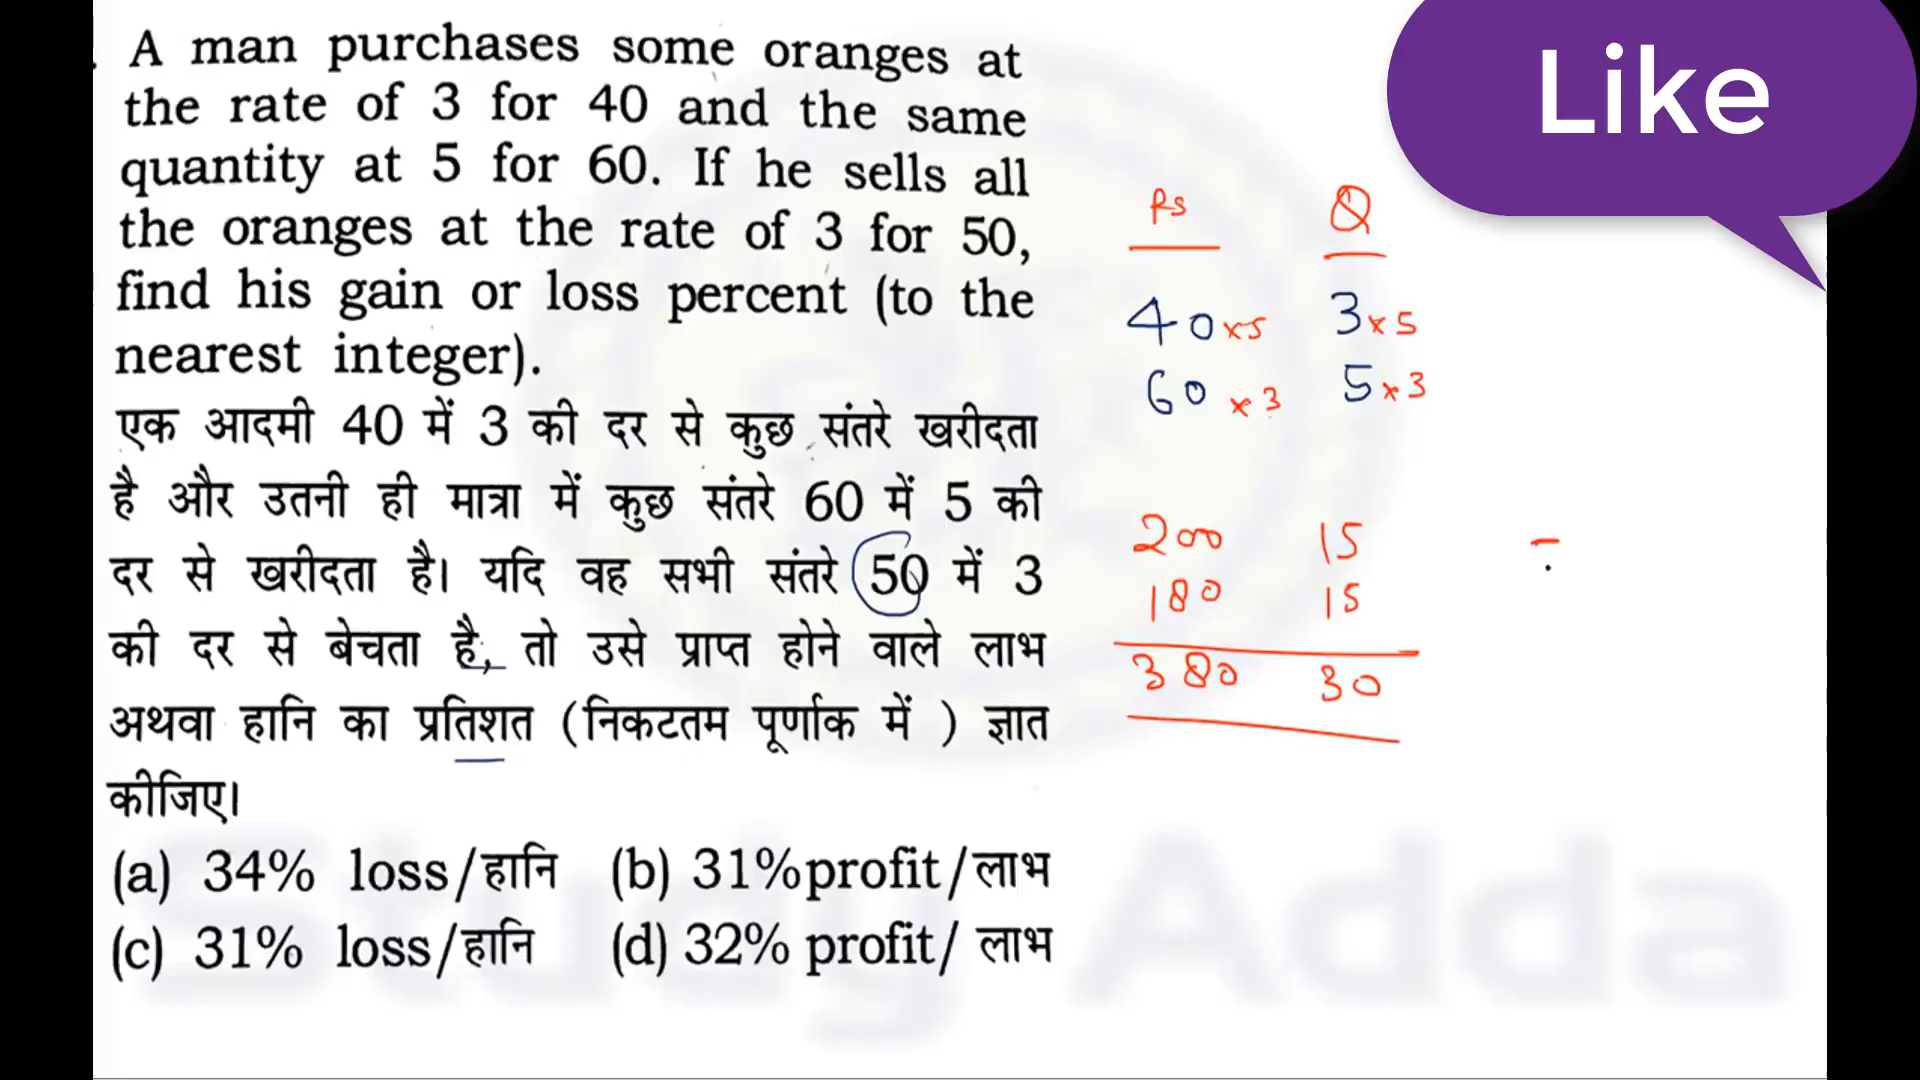 A man purchases some oranges at
the rate of 3 for 40 and the same
quantity at 5 for 60. If he sells all
the oranges at the rate of 3 for 50,
find his gain or loss percent (to the
nearest integer).
एक आदमी 40 में 3 की दर से कुछ संतरे खरीदता
है और उतनी ही मात्रा में कुछ संतरे 60 में 5 की
दर से खरीदता है। यदि वह सभी संतरे 50 में 3
की दर से बेचता है, तो उसे प्राप्त होने वाले लाभ
अथवा हानि का प्रतिशत (निकटतम पूर्णाक में ) ज्ञात
कीजिए।
(a) 34% loss/हानि (b) 31%profit/लाभ
(c) 31% loss/हानि (d) 32% profit/ लाभ
Like
Rs Q
40×5 3×5
60×3 5×3
200 15
180 15
380 30
Study Adda